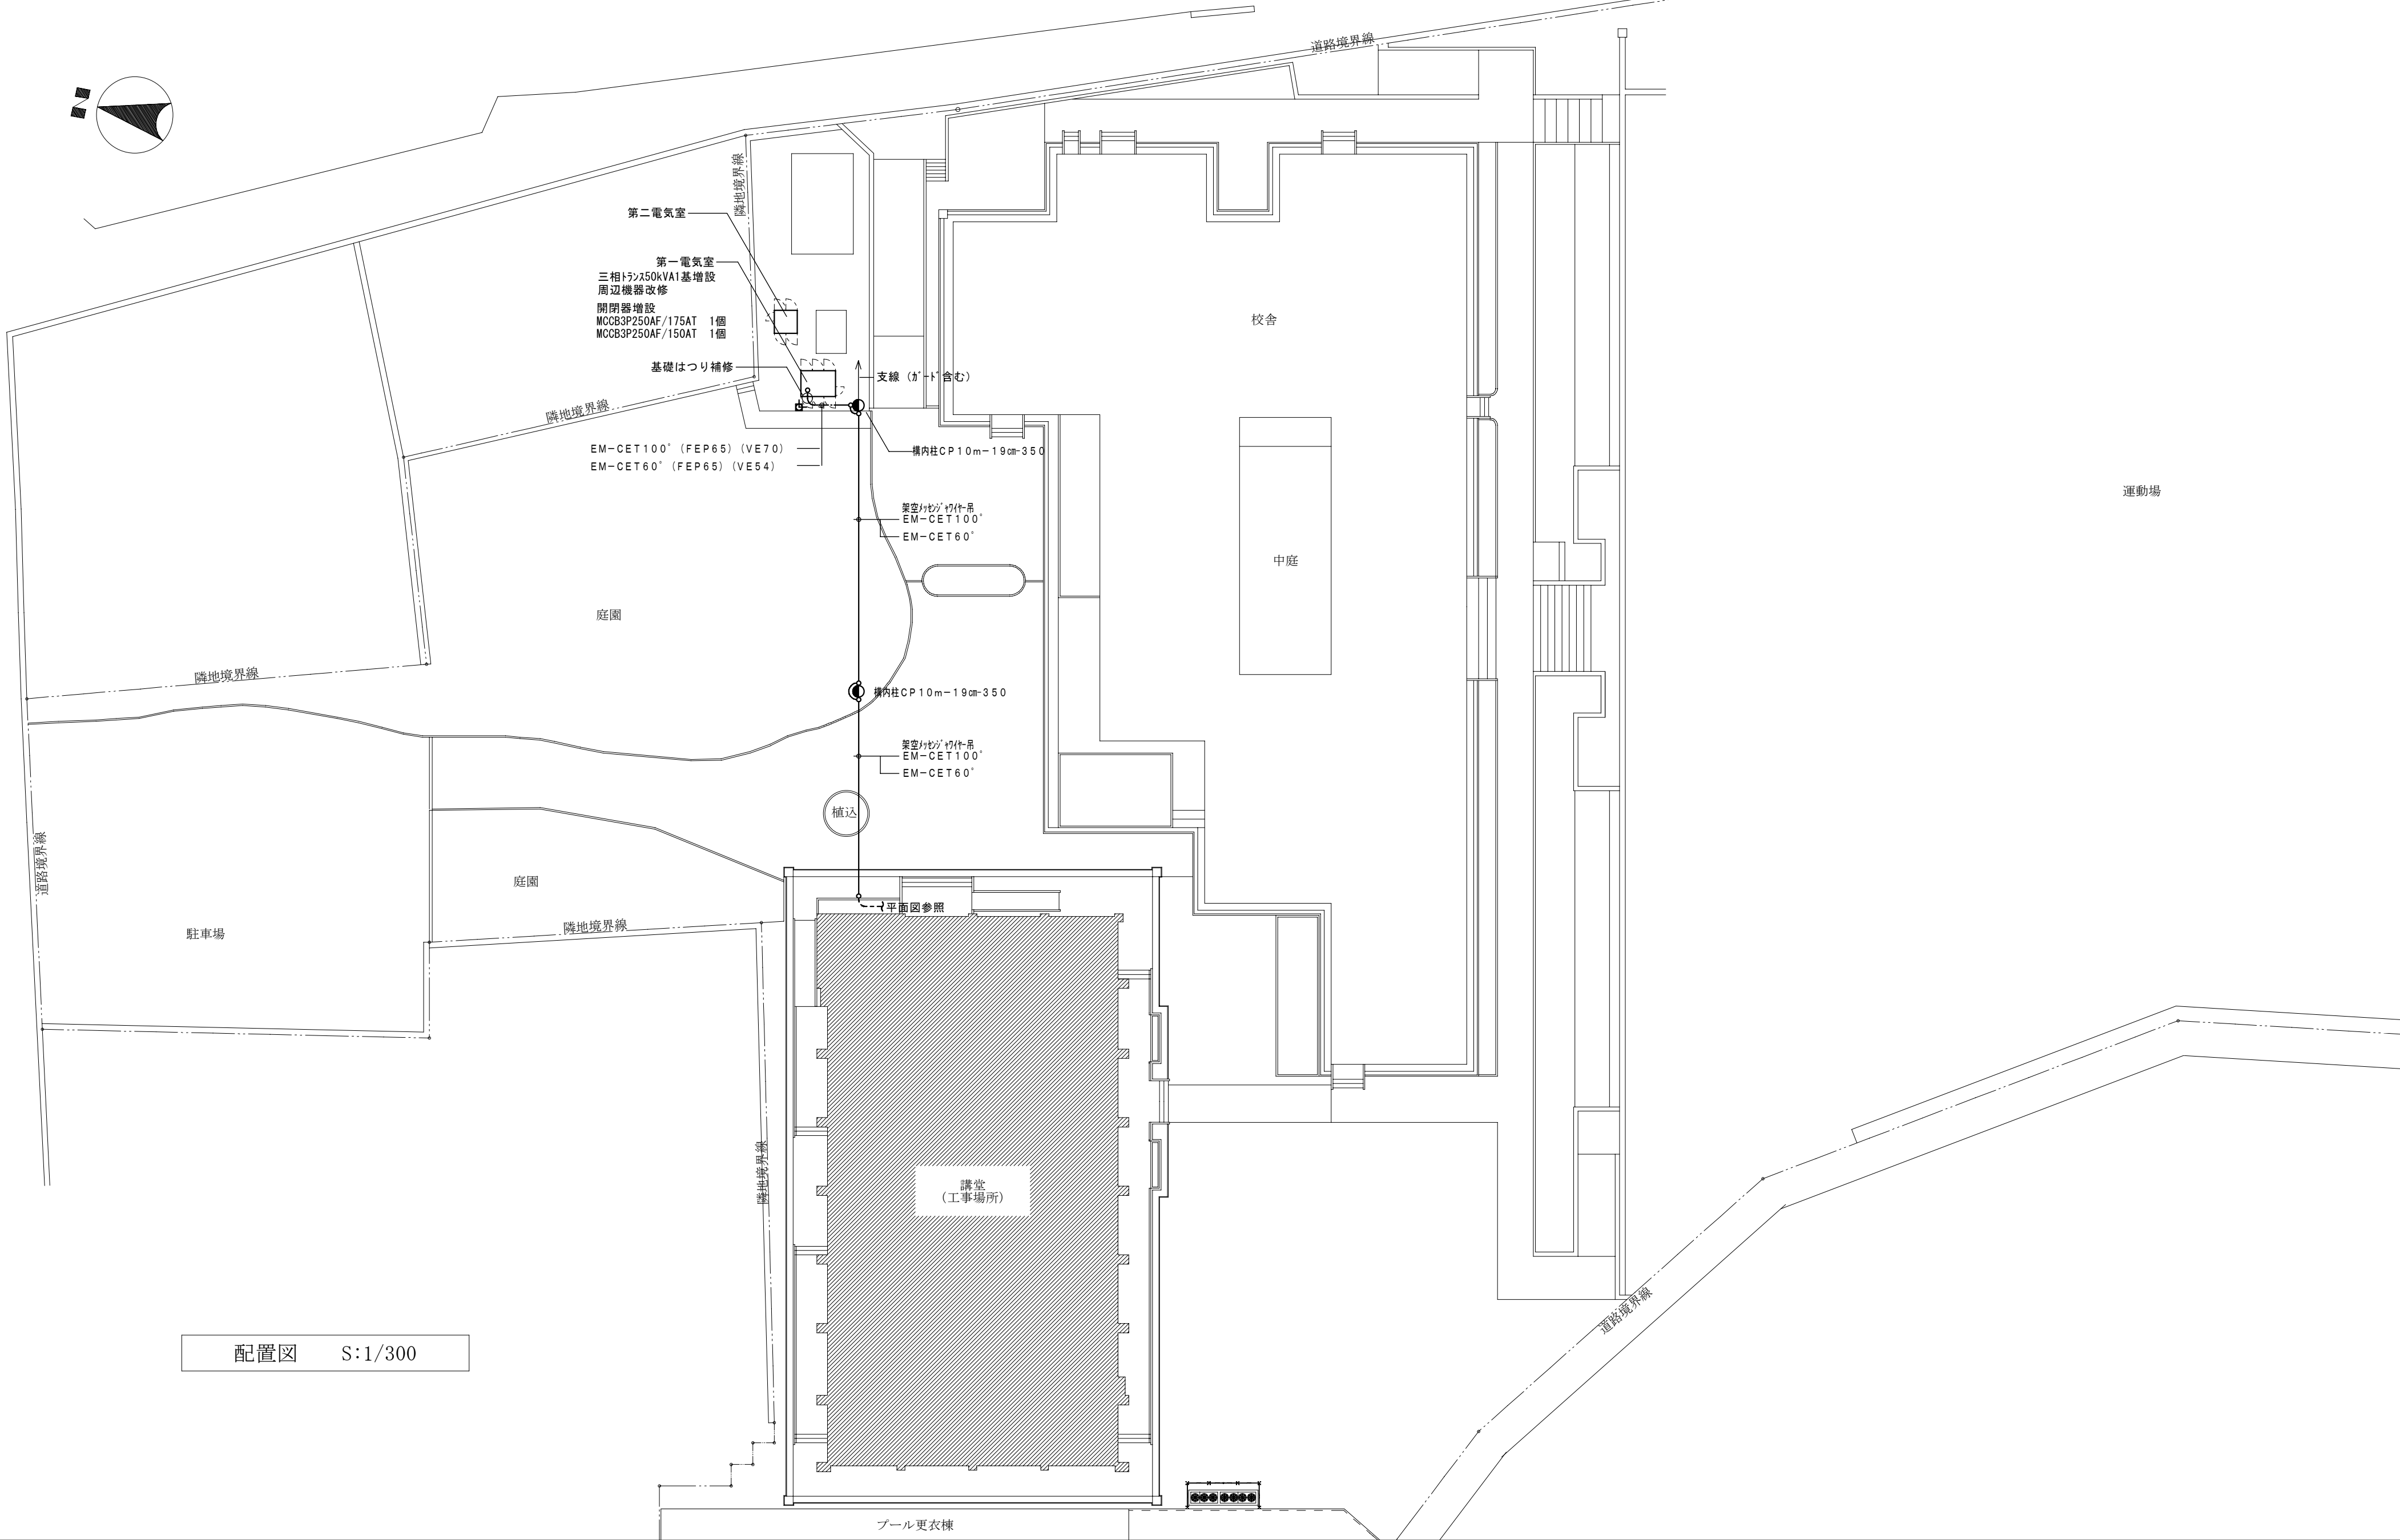 道路境界線
N
隣地境界線
第二電気室
第一電気室
三相ﾄﾗﾝｽ50kVA1基増設
周辺機器改修
開閉器増設
MCCB3P250AF/175AT 1個
MCCB3P250AF/150AT 1個
校舎
基礎はつり補修
支線（ｶﾞｰﾄﾞ含む）
隣地境界線
EM－CET100゜（FEP65）（VE70）
EM－CET60゜（FEP65）（VE54）
構内柱CP10m－19㎝-350
運動場
架空ﾒｯｾﾝｼﾞｬﾜｲﾔｰ吊
EM－CET100゜
EM－CET60゜
中庭
庭園
隣地境界線
構内柱CP10m－19㎝-350
架空ﾒｯｾﾝｼﾞｬﾜｲﾔｰ吊
EM－CET100゜
EM－CET60゜
植込
道路境界線
庭園
平面図参照
隣地境界線
駐車場
隣地境界線
講堂
（工事場所）
道路境界線
配置図 S:1/300
プール更衣棟